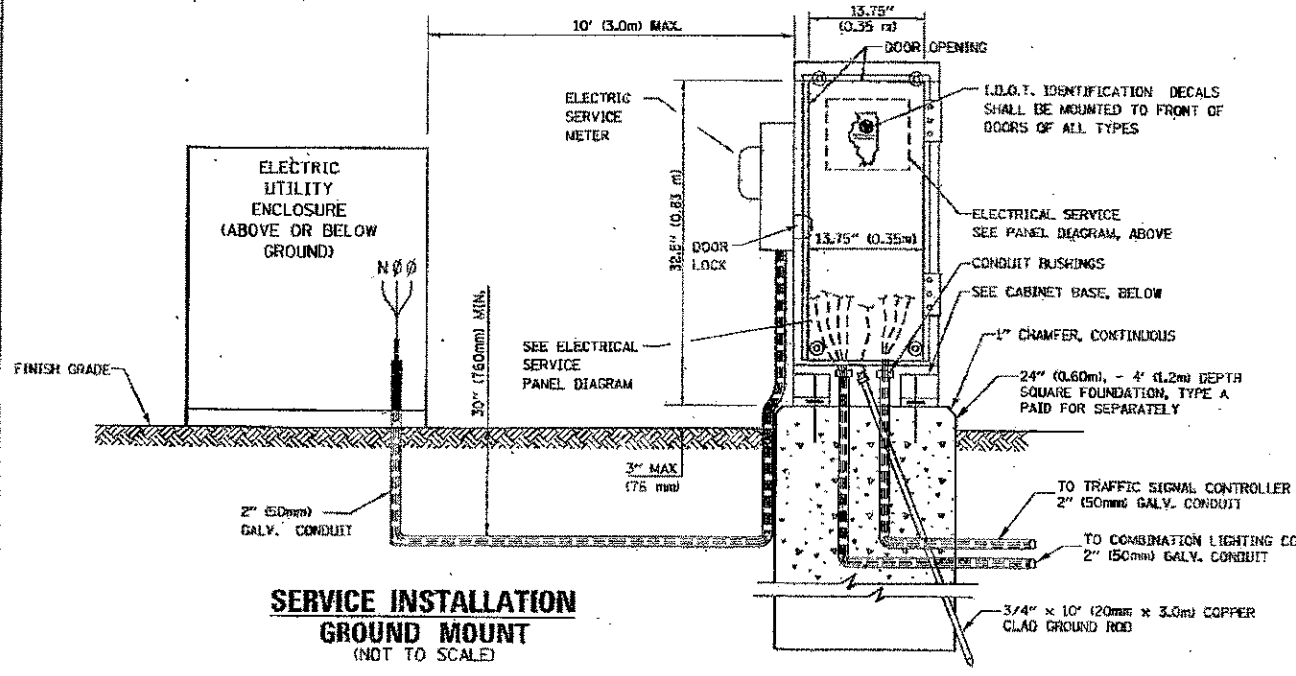 13.75"
(0.35 m)
10' (3.0m) MAX.
DOOR OPENING
ELECTRIC
SERVICE
METER
I.D.O.T. IDENTIFICATION DECALS
SHALL BE MOUNTED TO FRONT OF
DOORS OF ALL TYPES
ELECTRIC
UTILITY
ENCLOSURE
(ABOVE OR BELOW
GROUND)
N Ø Ø
(0.83 m)
DOOR
LOCK
13.75" (0.35m)
ELECTRICAL SERVICE
SEE PANEL DIAGRAM, ABOVE
CONDUIT BUSHINGS
SEE CABINET BASE, BELOW
1" CHAMFER, CONTINUOUS
SEE ELECTRICAL
SERVICE
PANEL DIAGRAM
30" (760mm) MIN.
FINISH GRADE
24" (0.60m), - 4' (1.2m) DEPTH
SQUARE FOUNDATION, TYPE A
PAID FOR SEPARATELY
3" MAX
(76 mm)
2" (50mm)
GALV. CONDUIT
TO TRAFFIC SIGNAL CONTROLLER
2" (50mm) GALV. CONDUIT
TO COMBINATION LIGHTING CO
2" (50mm) GALV. CONDUIT
3/4" x 10' (20mm x 3.0m) COPPER
CLAD GROUND ROD
SERVICE INSTALLATION
GROUND MOUNT
(NOT TO SCALE)